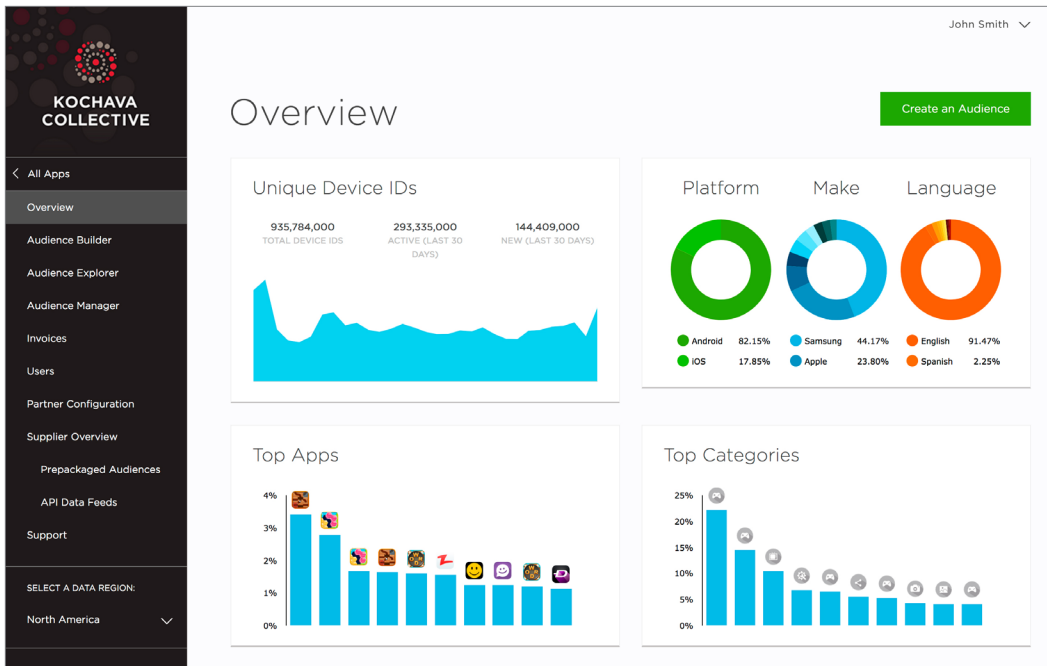 John Smith
KOCHAVA
COLLECTIVE
All Apps
Overview
Audience Builder
Audience Explorer
Audience Manager
Invoices
Users
Partner Configuration
Supplier Overview
Prepackaged Audiences
API Data Feeds
Support
SELECT A DATA REGION:
North America
Overview
Create an Audience
Unique Device IDs
935,784,000 293,335,000 144,409,000
TOTAL DEVICE IDS ACTIVE (LAST 30 NEW (LAST 30 DAYS)
DAYS)
Platform Make Language
Android 82.15% Samsung 44.17% English 91.47%
iOS 17.85% Apple 23.80% Spanish 2.25%
Top Apps
4%
3%
2%
1%
0%
Top Categories
25%
20%
15%
10%
5%
0%